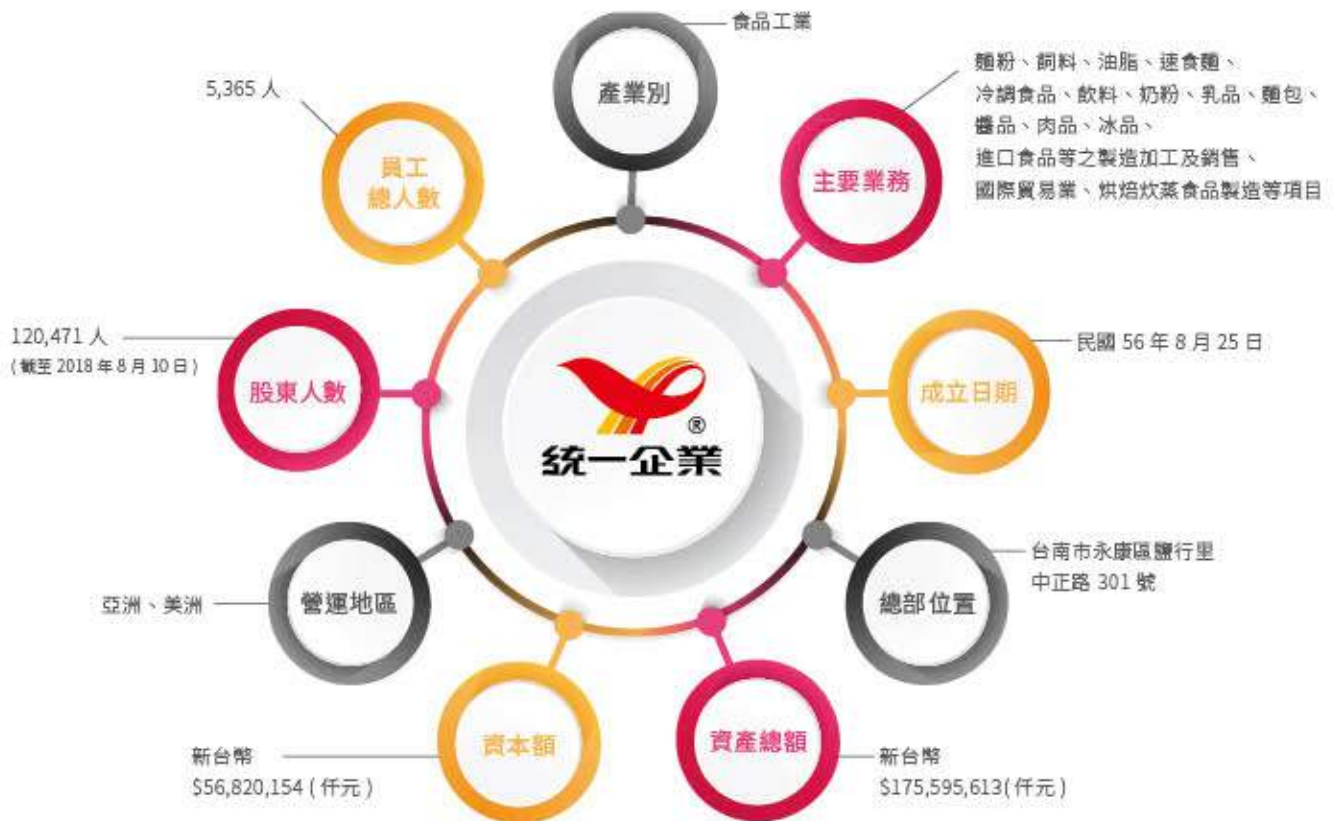 產業別
食品工業
主要業務
麵粉、飼料、油脂、速食麵、
冷調食品、飲料、奶粉、乳品、麵包、
醬品、肉品、冰品、
進口食品等之製造加工及銷售、
國際貿易業、烘焙炊蒸食品製造等項目
成立日期
民國 56 年 8 月 25 日
總部位置
台南市永康區鹽行里
中正路 301 號
資產總額
新台幣
$175,595,613(仟元)
資本額
新台幣
$56,820,154 ( 仟元 )
營運地區
亞洲、美洲
股東人數
120,471 人
( 截至 2018 年 8 月 10 日 )
員工
總人數
5,365 人
®
統一企業